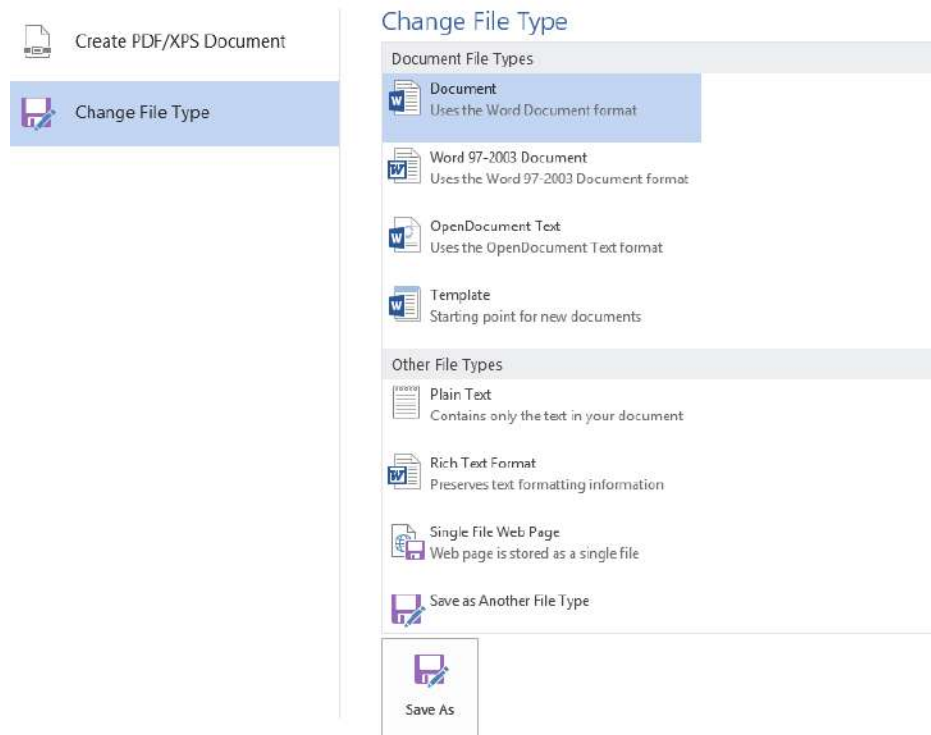 Create PDF/XPS Document
Change File Type
Change File Type
Document File Types
Document
Uses the Word Document format
Word 97-2003 Document
Uses the Word 97-2003 Document format
OpenDocument Text
Uses the OpenDocument Text format
Template
Starting point for new documents
Other File Types
Plain Text
Contains only the text in your document
Rich Text Format
Preserves text formatting information
Single File Web Page
Web page is stored as a single file
Save as Another File Type
Save As